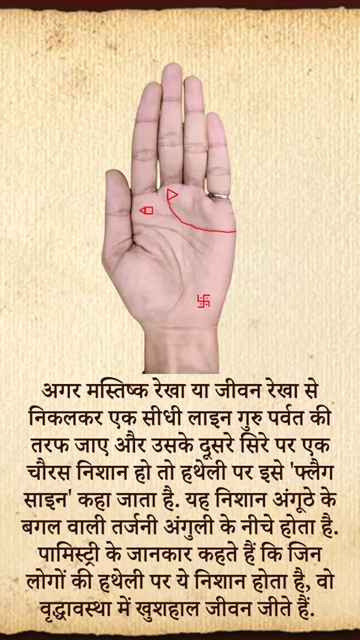 अगर मस्तिष्क रेखा या जीवन रेखा से
निकलकर एक सीधी लाइन गुरु पर्वत की
तरफ जाए और उसके दूसरे सिरे पर एक
चौरस निशान हो तो हथेली पर इसे 'फ्लैग
साइन' कहा जाता है. यह निशान अंगूठे के
बगल वाली तर्जनी अंगुली के नीचे होता है.
पामिस्ट्री के जानकार कहते हैं कि जिन
लोगों की हथेली पर ये निशान होता है, वो
वृद्धावस्था में खुशहाल जीवन जीते हैं.